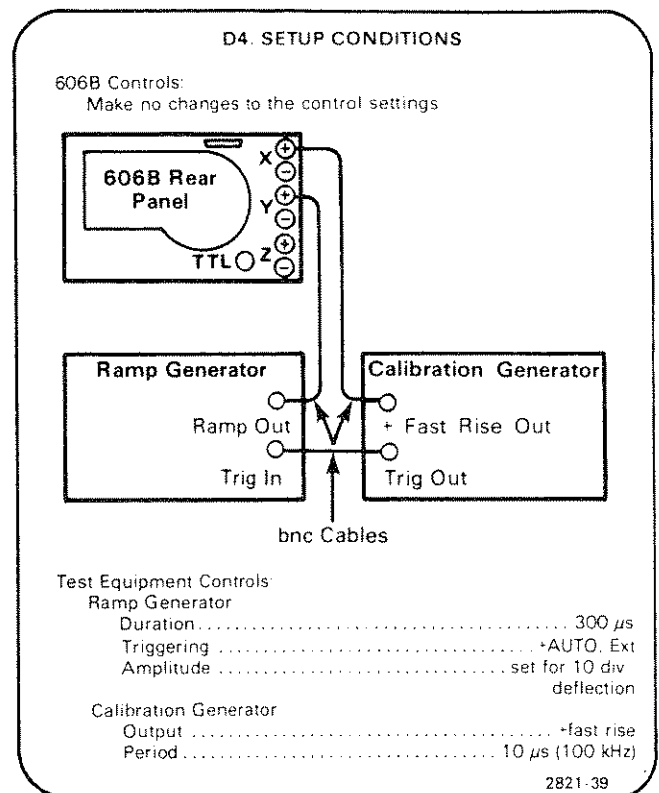 D4. SETUP CONDITIONS
606B Controls:
Make no changes to the control settings
606B Rear Panel
X + −
Y + −
Z + −
TTL
Ramp Generator
Calibration Generator
Ramp Out
+ Fast Rise Out
Trig In
Trig Out
bnc Cables
Test Equipment Controls:
Ramp Generator
Duration . . . . . . . . . . . . . . . . . . . . . . . . . . . . . 300 µs
Triggering . . . . . . . . . . . . . . . . . . . . . . . . . +AUTO, Ext
Amplitude . . . . . . . . . . . . . . . . . . . . . . . set for 10 div
deflection
Calibration Generator
Output . . . . . . . . . . . . . . . . . . . . . . . . . . . . +fast rise
Period . . . . . . . . . . . . . . . . . . . . . . . . 10 µs (100 kHz)
2821-39